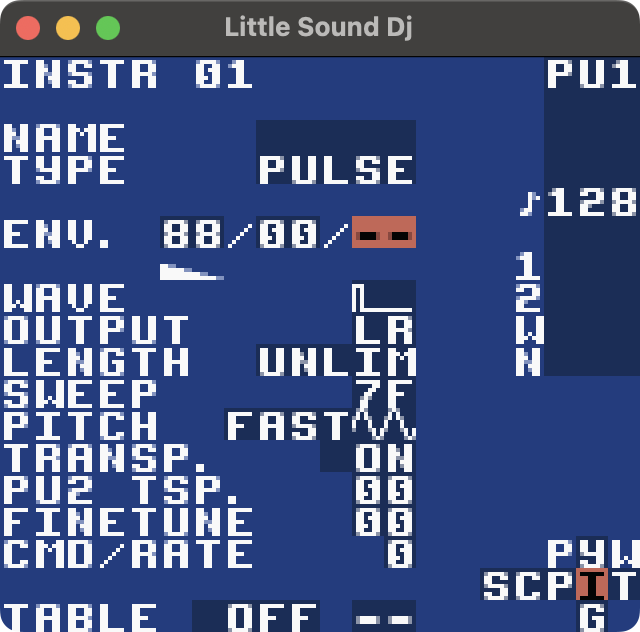 Little Sound Dj
INSTR 01 PU1
NAME
TYPE PULSE
♪128
ENV. 88/00/--
1
WAVE 2
OUTPUT LR W
LENGTH UNLIM N
SWEEP 7F
PITCH FAST
TRANSP. ON
PU2 TSP. 00
FINETUNE 00
CMD/RATE 0 PYW
SCPIT
TABLE OFF -- G